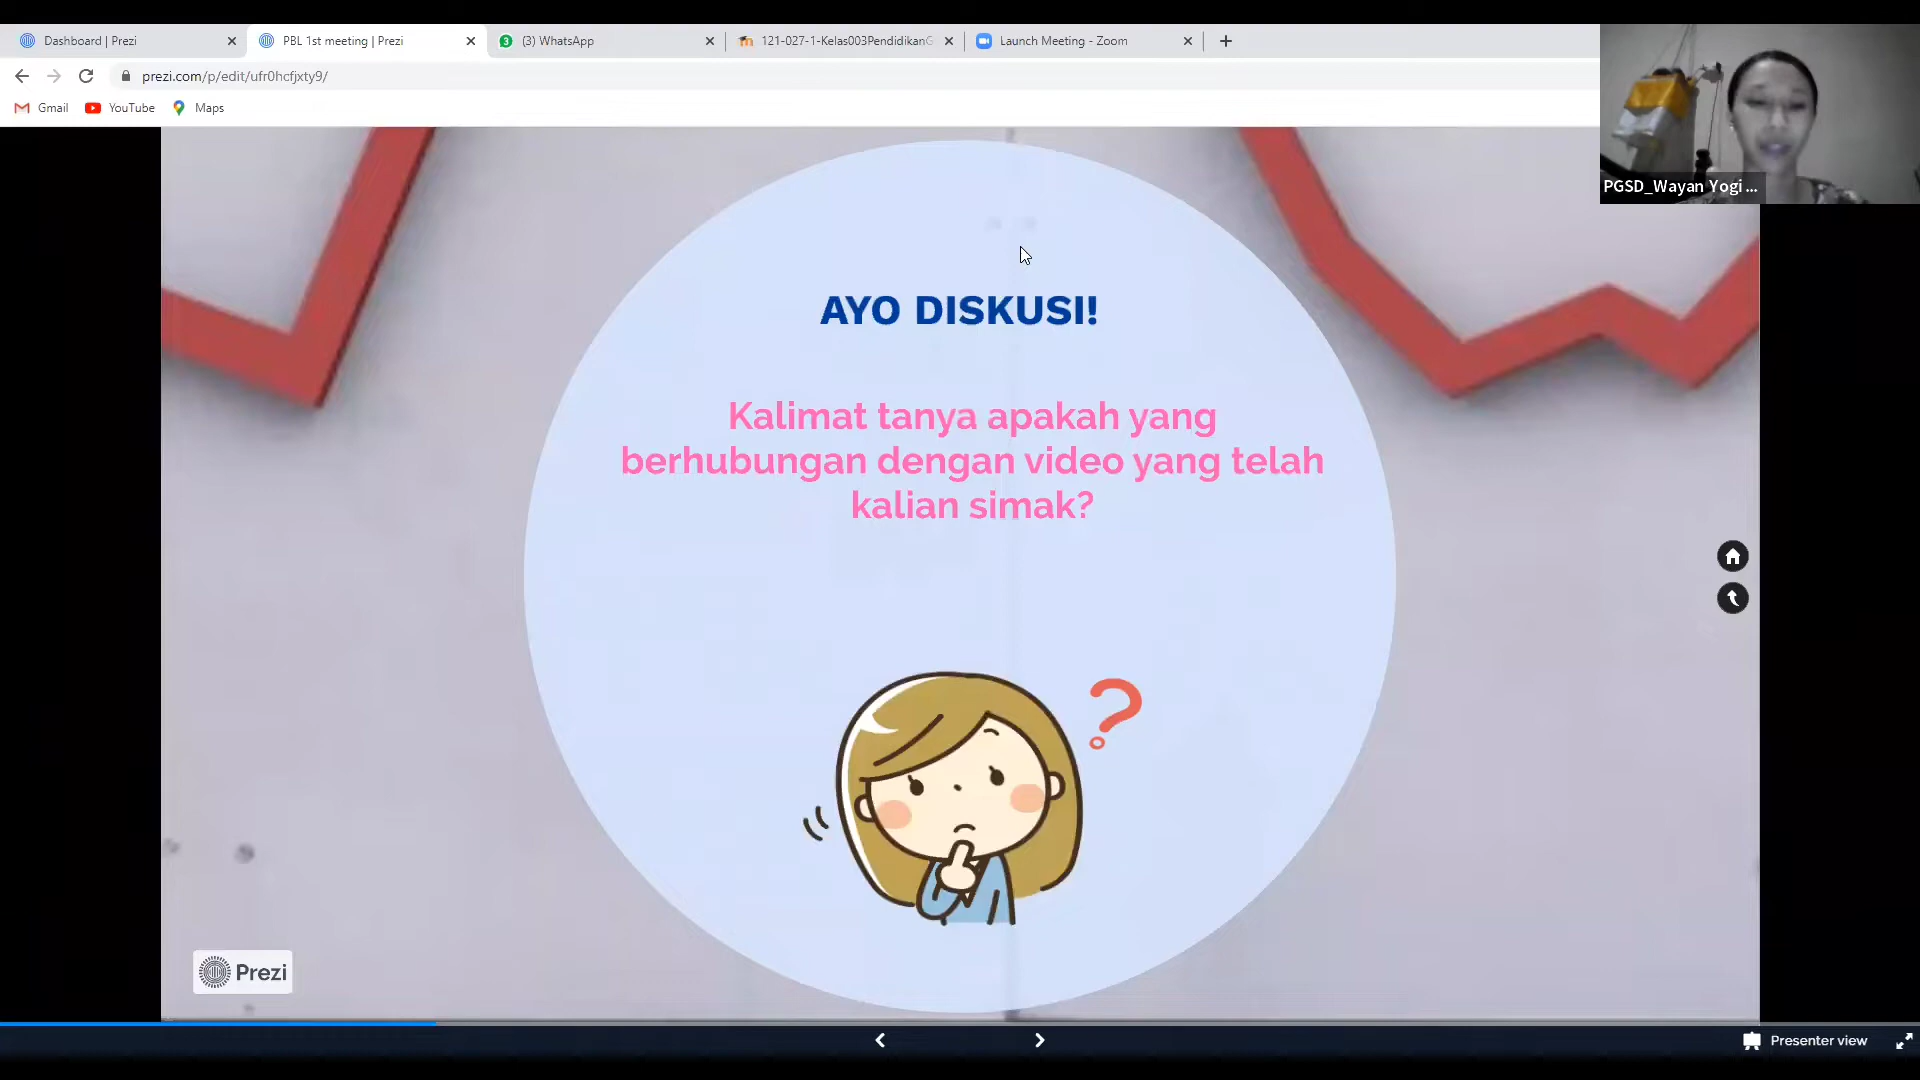 Dashboard | Prezi
PBL 1st meeting | Prezi
(3) WhatsApp
121-027-1-Kelas003PendidikanG
Launch Meeting - Zoom
prezi.com/p/edit/ufr0hcfjxty9/
Gmail
YouTube
Maps
PGSD_Wayan Yogi ...
AYO DISKUSI!
Kalimat tanya apakah yang
berhubungan dengan video yang telah
kalian simak?
?
Prezi
Presenter view